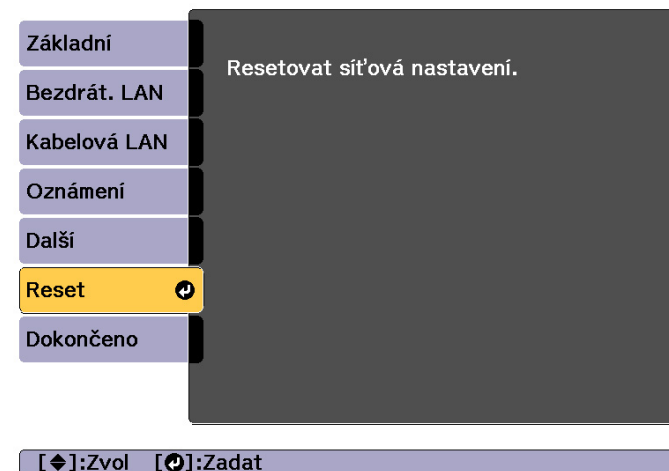 Základní
Bezdrát. LAN
Kabelová LAN
Oznámení
Další
Reset
Dokončeno
Resetovat síťová nastavení.
[◆]:Zvol [↵]:Zadat